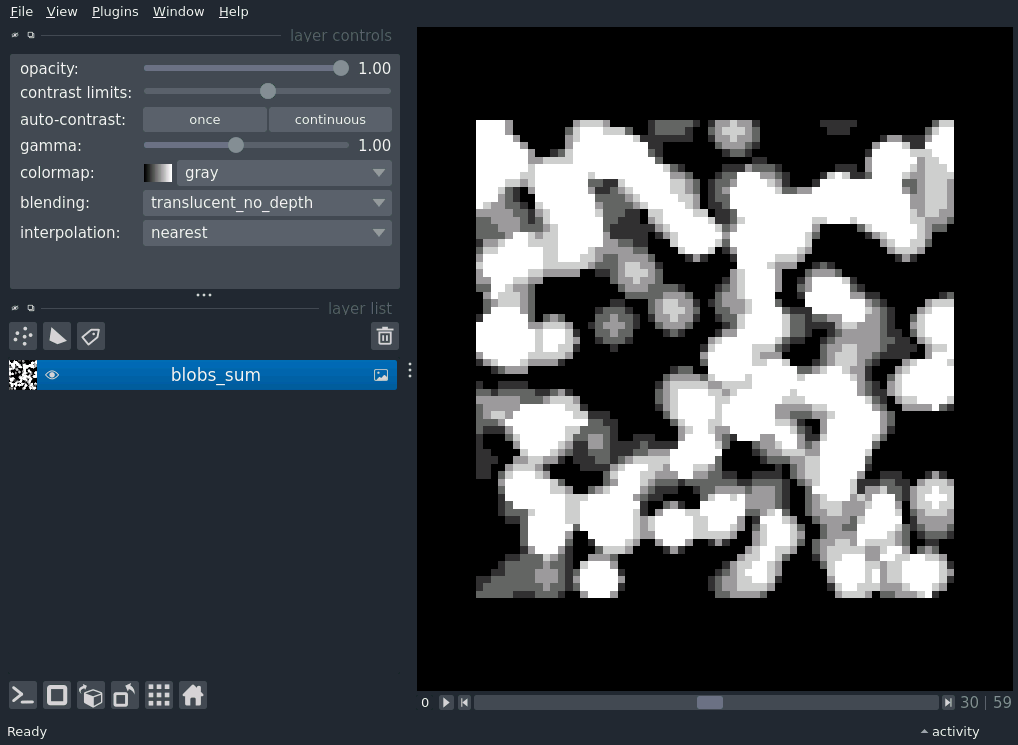 File View Plugins Window Help
layer controls
opacity: 1.00
contrast limits:
auto-contrast: once continuous
gamma: 1.00
colormap: gray
blending: translucent_no_depth
interpolation: nearest
layer list
blobs_sum
0 30 | 59
Ready activity